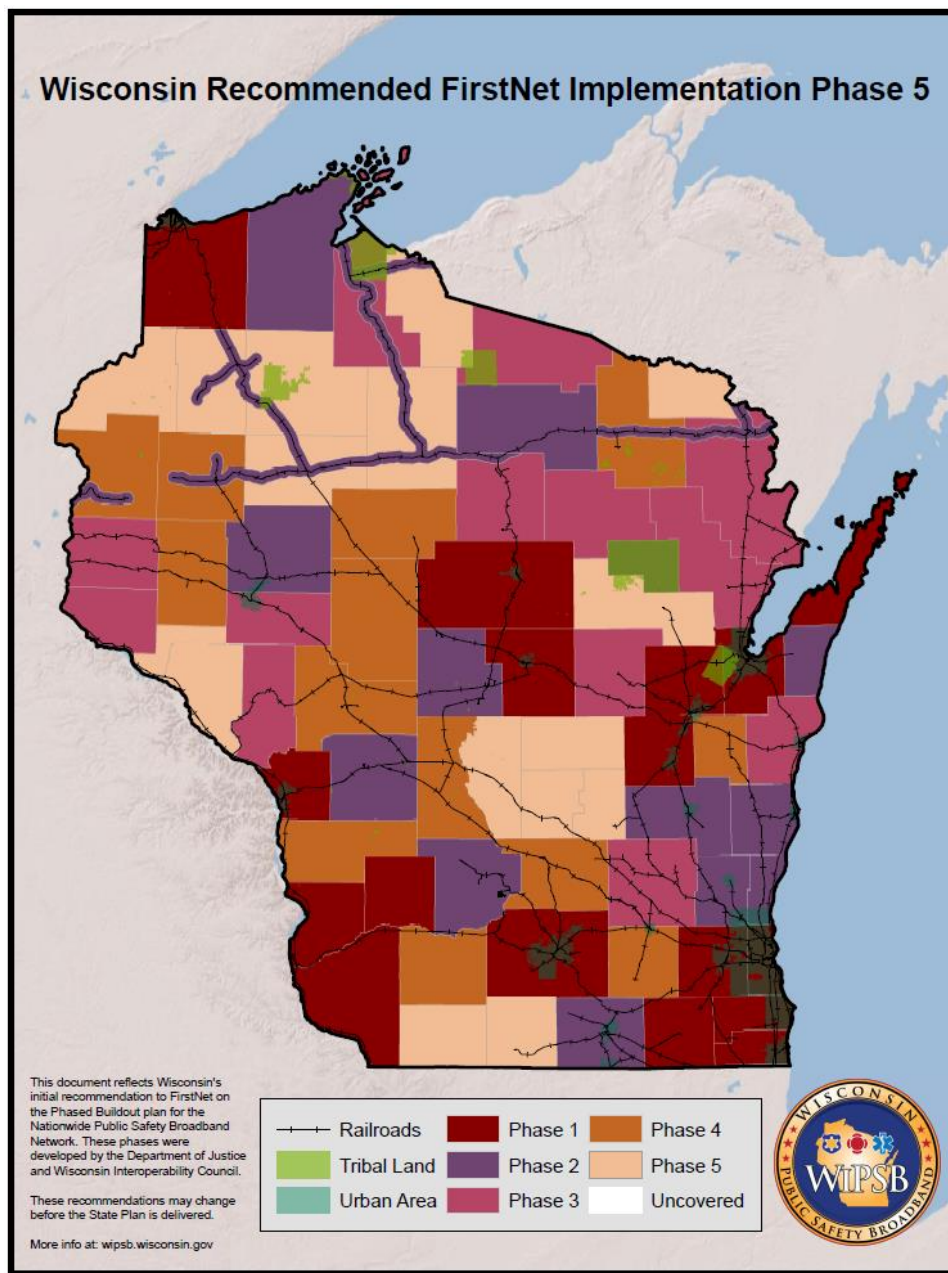 Wisconsin Recommended FirstNet Implementation Phase 5
This document reflects Wisconsin's
initial recommendation to FirstNet on
the Phased Buildout plan for the
Nationwide Public Safety Broadband
Network. These phases were
developed by the Department of Justice
and Wisconsin Interoperability Council.
These recommendations may change
before the State Plan is delivered.
More info at: wipsb.wisconsin.gov
Railroads
Tribal Land
Urban Area
Phase 1
Phase 2
Phase 3
Phase 4
Phase 5
Uncovered
WISCONSIN
WIPSB
PUBLIC SAFETY BROADBAND